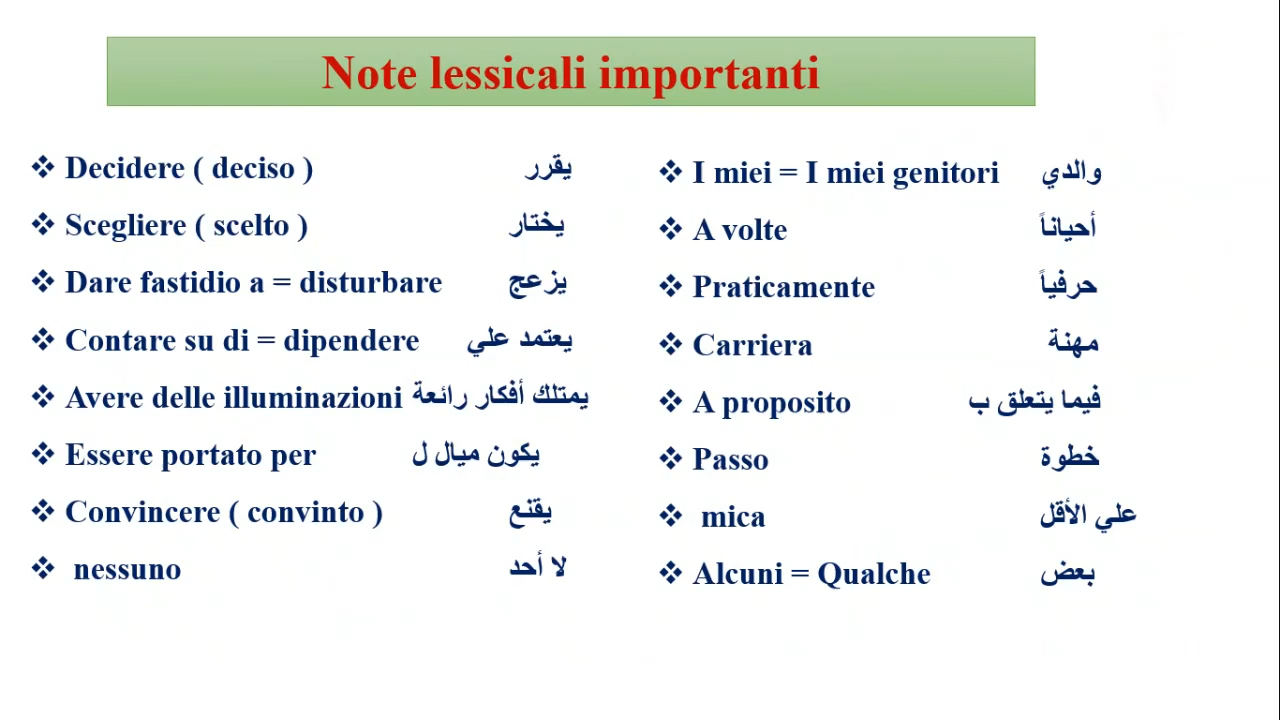 Note lessicali importanti
❖ Decidere ( deciso ) يقرر
❖ Scegliere ( scelto ) يختار
❖ Dare fastidio a = disturbare يزعج
❖ Contare su di = dipendere يعتمد علي
❖ Avere delle illuminazioni يمتلك أفكار رائعة
❖ Essere portato per يكون ميال ل
❖ Convincere ( convinto ) يقنع
❖ nessuno لا أحد
❖ I miei = I miei genitori والدي
❖ A volte أحياناً
❖ Praticamente حرفياً
❖ Carriera مهنة
❖ A proposito فيما يتعلق ب
❖ Passo خطوة
❖ mica علي الأقل
❖ Alcuni = Qualche بعض